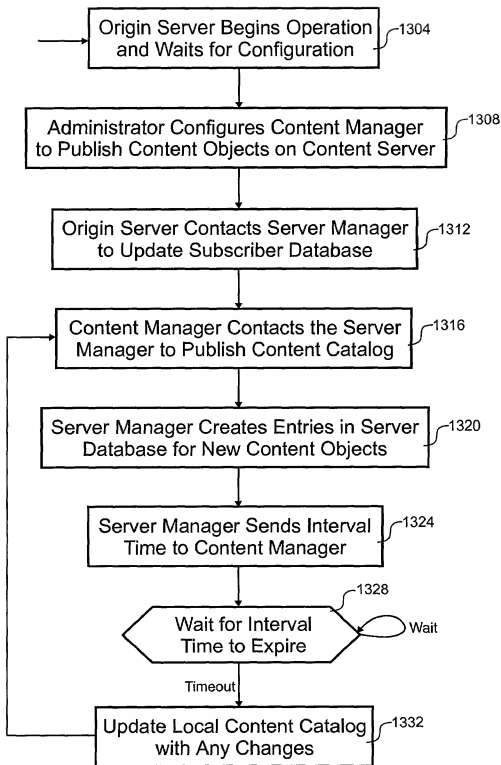 Origin Server Begins Operation
and Waits for Configuration
1304
Administrator Configures Content Manager
to Publish Content Objects on Content Server
1308
Origin Server Contacts Server Manager
to Update Subscriber Database
1312
Content Manager Contacts the Server
Manager to Publish Content Catalog
1316
Server Manager Creates Entries in Server
Database for New Content Objects
1320
Server Manager Sends Interval
Time to Content Manager
1324
1328
Wait for Interval
Time to Expire
Wait
Timeout
Update Local Content Catalog
with Any Changes
1332